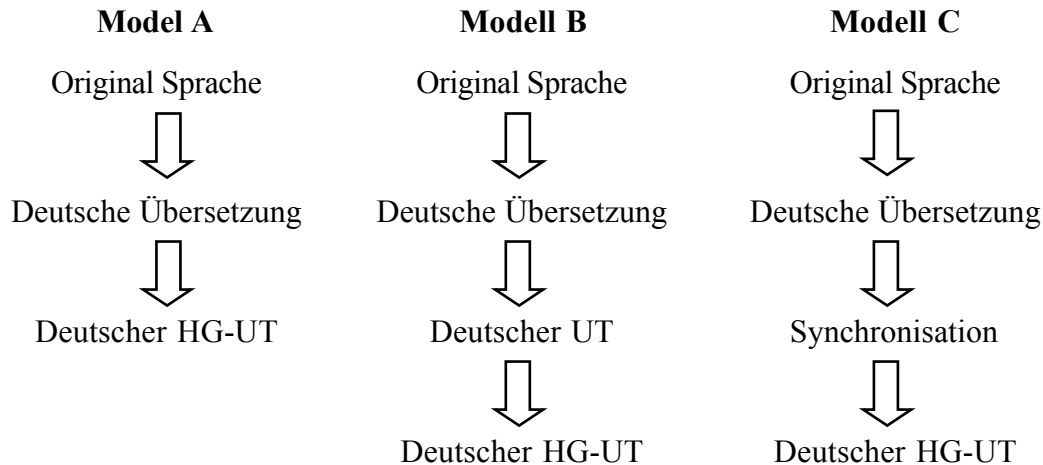 Model A
Modell B
Modell C
Original Sprache
Original Sprache
Original Sprache
Deutsche Übersetzung
Deutsche Übersetzung
Deutsche Übersetzung
Deutscher HG-UT
Deutscher UT
Synchronisation
Deutscher HG-UT
Deutscher HG-UT